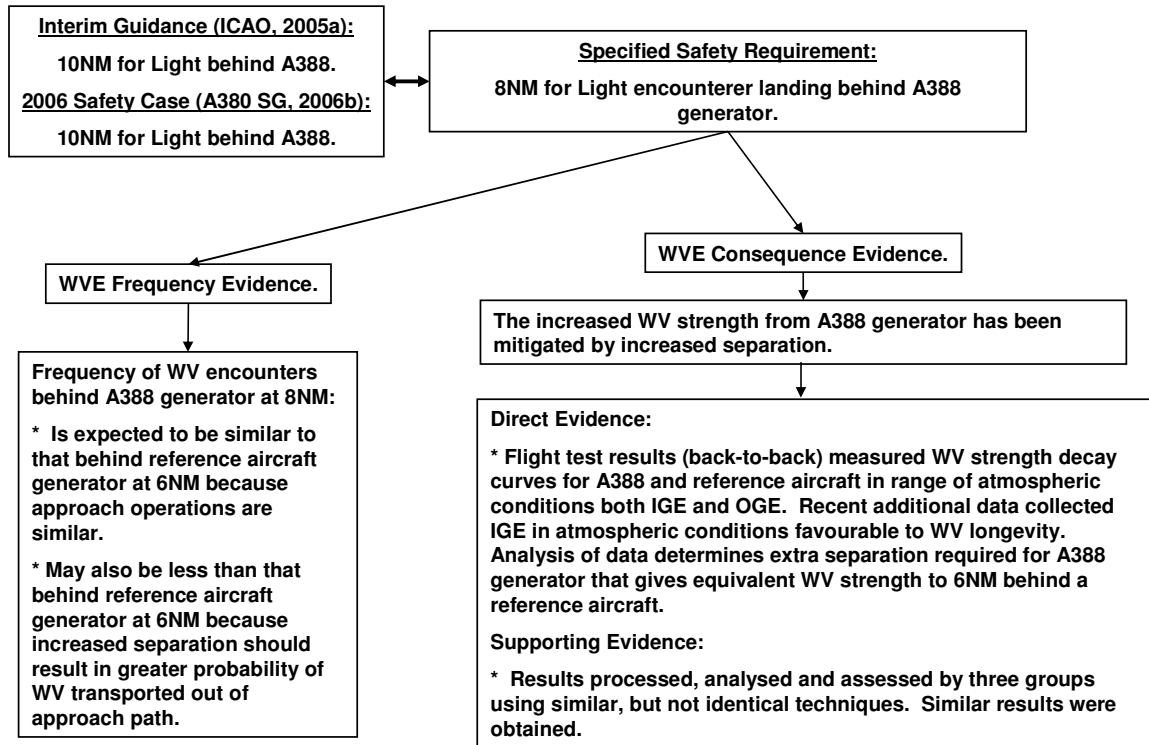 Interim Guidance (ICAO, 2005a):
10NM for Light behind A388.
2006 Safety Case (A380 SG, 2006b):
10NM for Light behind A388.
Specified Safety Requirement:
8NM for Light encounterer landing behind A388
generator.
WVE Frequency Evidence.
Frequency of WV encounters
behind A388 generator at 8NM:
* Is expected to be similar to
that behind reference aircraft
generator at 6NM because
approach operations are
similar.
* May also be less than that
behind reference aircraft
generator at 6NM because
increased separation should
result in greater probability of
WV transported out of
approach path.
WVE Consequence Evidence.
The increased WV strength from A388 generator has been
mitigated by increased separation.
Direct Evidence:
* Flight test results (back-to-back) measured WV strength decay
curves for A388 and reference aircraft in range of atmospheric
conditions both IGE and OGE. Recent additional data collected
IGE in atmospheric conditions favourable to WV longevity.
Analysis of data determines extra separation required for A388
generator that gives equivalent WV strength to 6NM behind a
reference aircraft.
Supporting Evidence:
* Results processed, analysed and assessed by three groups
using similar, but not identical techniques. Similar results were
obtained.